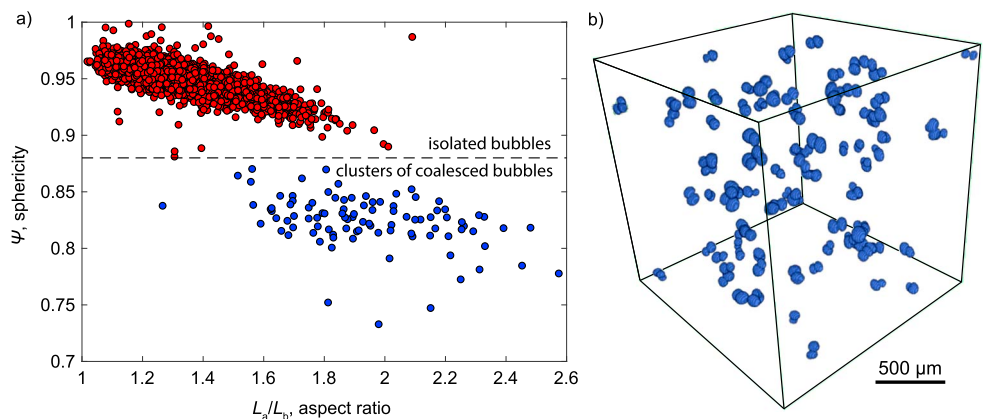 a)
b)
1
0.95
0.9
0.85
0.8
0.75
0.7
Ψ, sphericity
isolated bubbles
clusters of coalesced bubbles
1 1.2 1.4 1.6 1.8 2 2.2 2.4 2.6
La/Lb, aspect ratio
500 μm